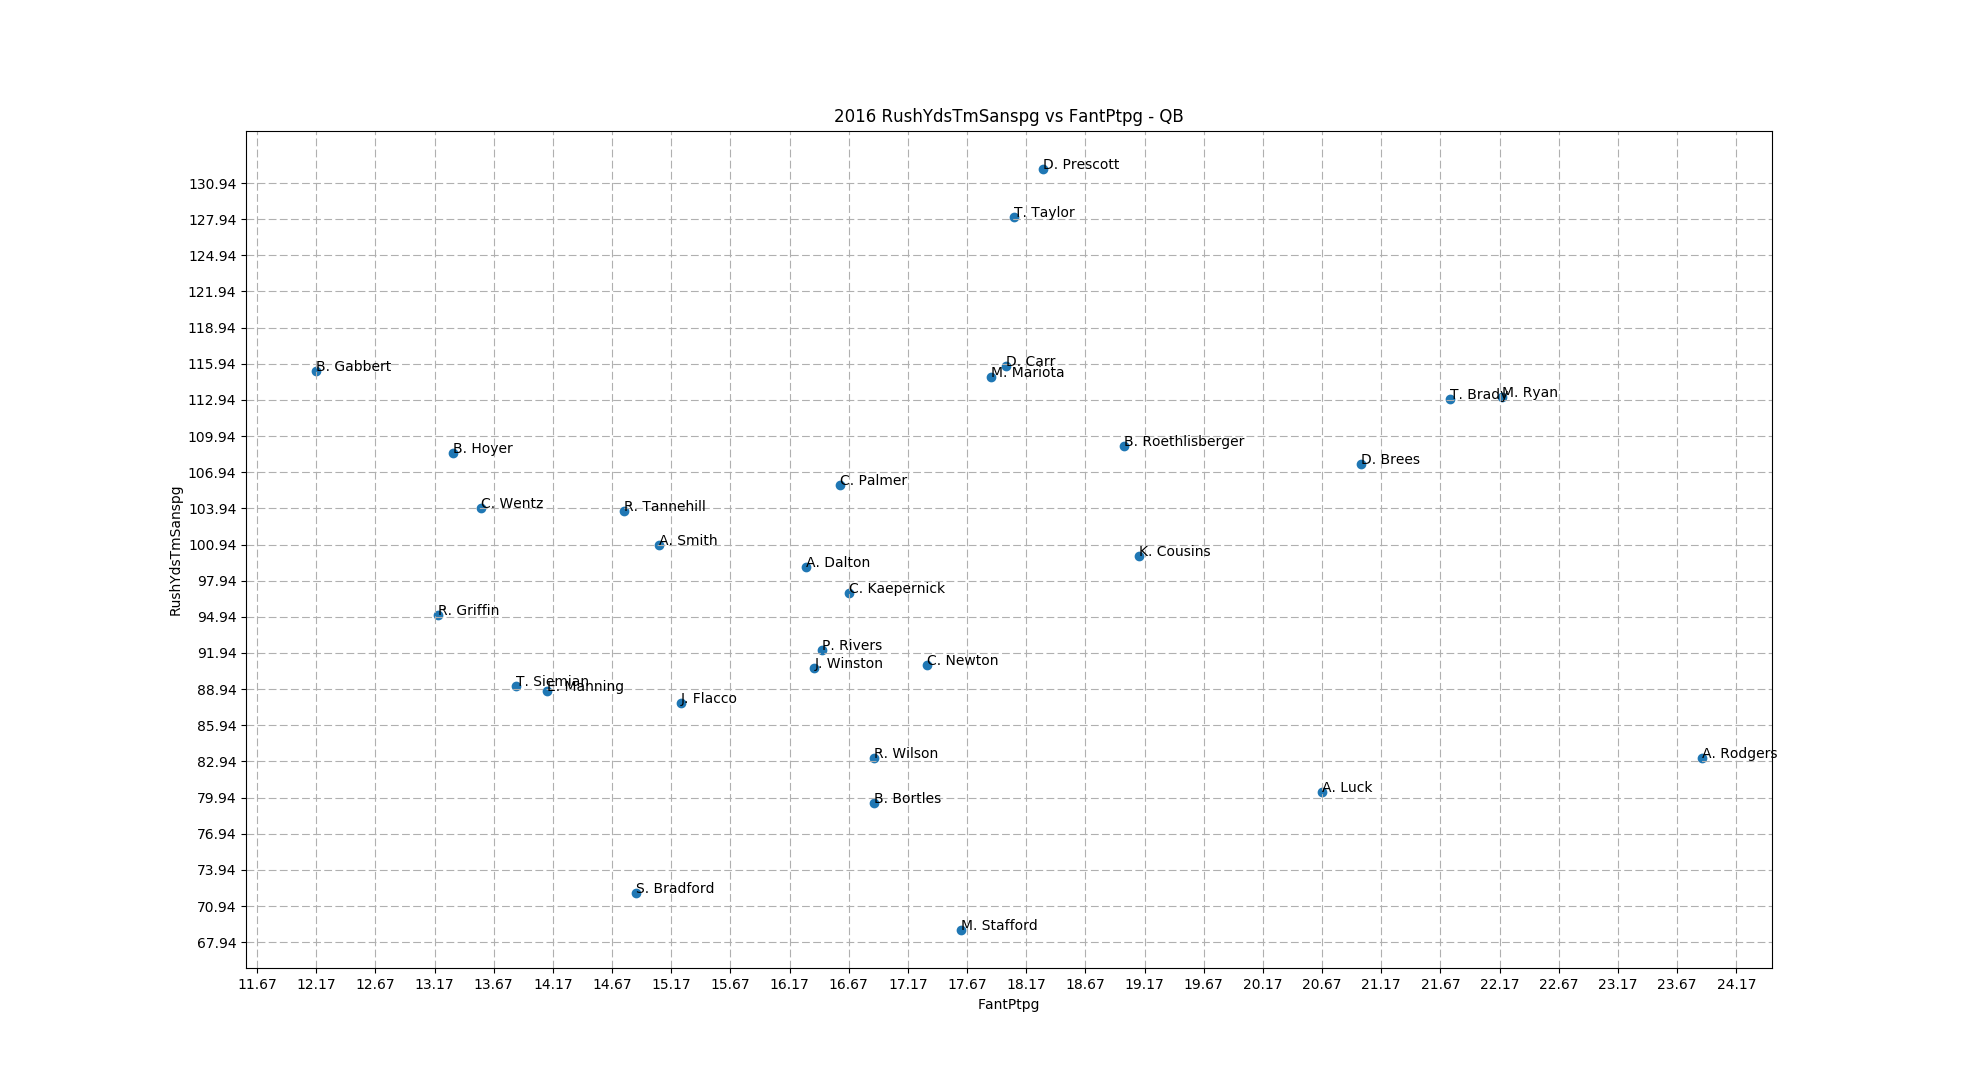 2016 RushYdsTmSanspg vs FantPtpg - QB
130.94
127.94
124.94
121.94
118.94
115.94
112.94
109.94
106.94
103.94
100.94
97.94
94.94
91.94
88.94
85.94
82.94
79.94
76.94
73.94
70.94
67.94
RushYdsTmSanspg
D. Prescott
T. Taylor
D. Carr
B. Gabbert
M. Mariota
T. Brady
M. Ryan
B. Roethlisberger
B. Hoyer
D. Brees
C. Palmer
C. Wentz
R. Tannehill
A. Smith
K. Cousins
A. Dalton
C. Kaepernick
R. Griffin
P. Rivers
J. Winston
C. Newton
T. Siemian
E. Manning
J. Flacco
R. Wilson
A. Rodgers
A. Luck
B. Bortles
S. Bradford
M. Stafford
11.67 12.17 12.67 13.17 13.67 14.17 14.67 15.17 15.67 16.17 16.67 17.17 17.67 18.17 18.67 19.17 19.67 20.17 20.67 21.17 21.67 22.17 22.67 23.17 23.67 24.17
FantPtpg